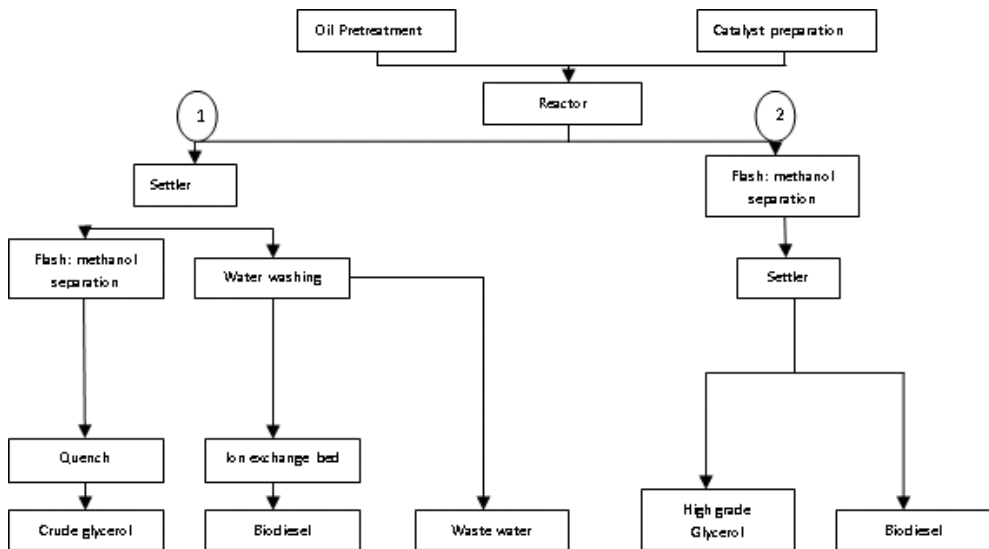 Oil Pretreatment
Catalyst preparation
Reactor
1
2
Settler
Flash: methanol
separation
Flash: methanol
separation
Water washing
Settler
Quench
Ion exchange bed
High grade
Glycerol
Crude glycerol
Biodiesel
Waste water
Biodiesel